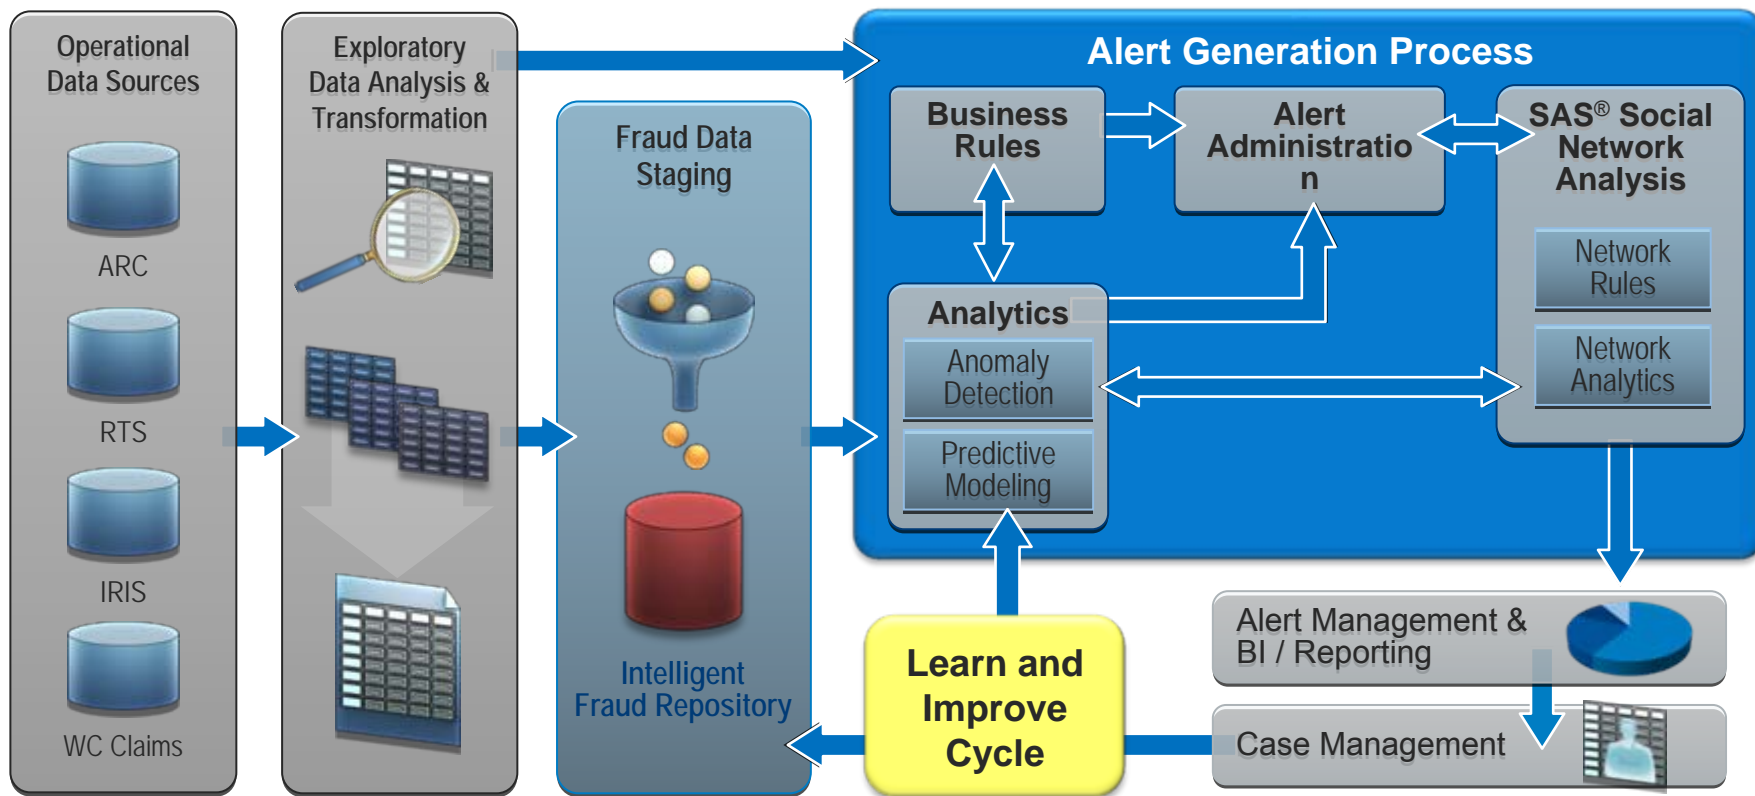 Operational
Data Sources
ARC
RTS
IRIS
WC Claims
Exploratory
Data Analysis &
Transformation
Fraud Data
Staging
Intelligent
Fraud Repository
Alert Generation Process
Business
Rules
Alert
Administratio
n
SAS® Social
Network
Analysis
Network
Rules
Network
Analytics
Analytics
Anomaly
Detection
Predictive
Modeling
Learn and
Improve
Cycle
Alert Management &
BI / Reporting
Case Management